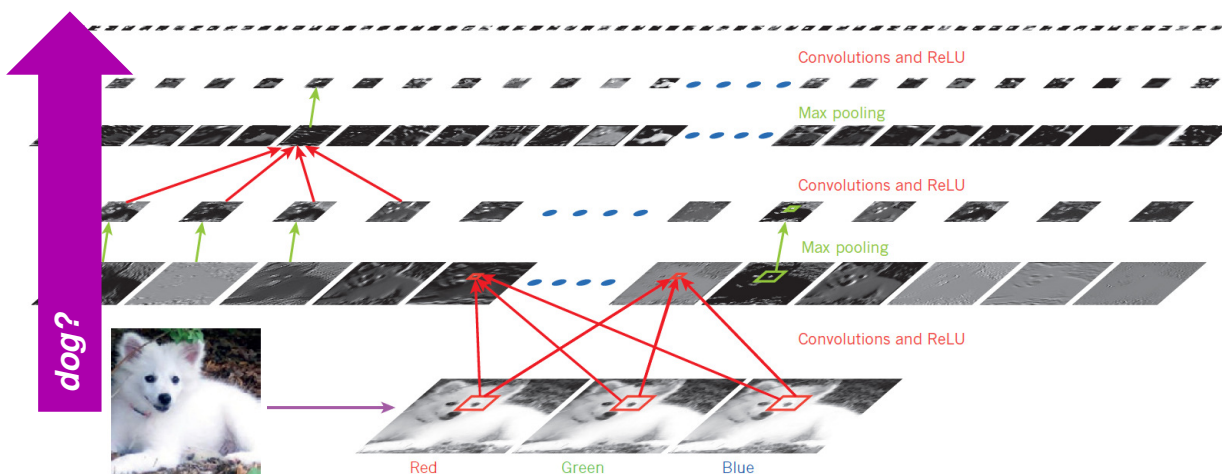 Convolutions and ReLU
Max pooling
Convolutions and ReLU
Max pooling
Convolutions and ReLU
dog?
Red
Green
Blue